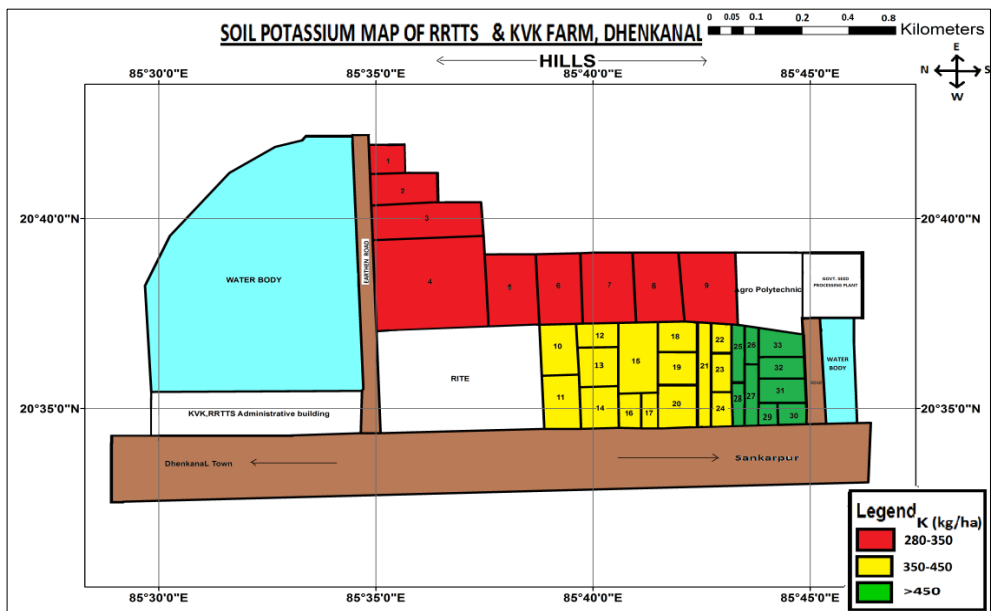 SOIL POTASSIUM MAP OF RRTTS & KVK FARM, DHENKANAL
0 0.05 0.1 0.2 0.4 0.8
Kilometers
HILLS
E
N S
W
85°30'0"E 85°35'0"E 85°40'0"E 85°45'0"E
1
2
20°40'0"N 3 20°40'0"N
EARTHEN ROAD
WATER BODY
4 5 6 7 8 9
Agro Polytechnic
GOVT. SEED
PROCESSING PLANT
10 12 15 18 21 22 25 26 33
13 19 23 32
RITE
11 14 16 17 20 24 28 27 31
29 30
ROAD
WATER
BODY
20°35'0"N 20°35'0"N
KVK,RRTTS Administrative building
DhenkanaL Town
Sankarpur
Legend
K (kg/ha)
280-350
350-450
>450
85°30'0"E 85°35'0"E 85°40'0"E 85°45'0"E